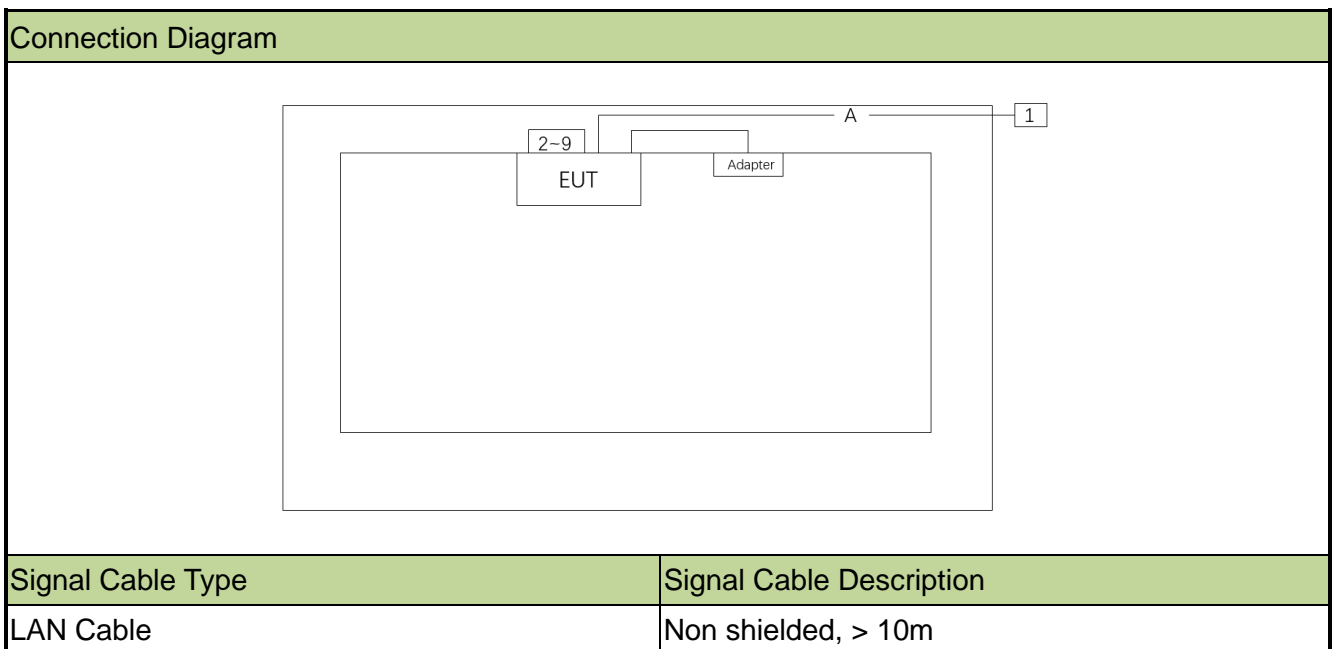 Connection Diagram
A
1
2~9
Adapter
EUT
Signal Cable Type
Signal Cable Description
LAN Cable
Non shielded, > 10m